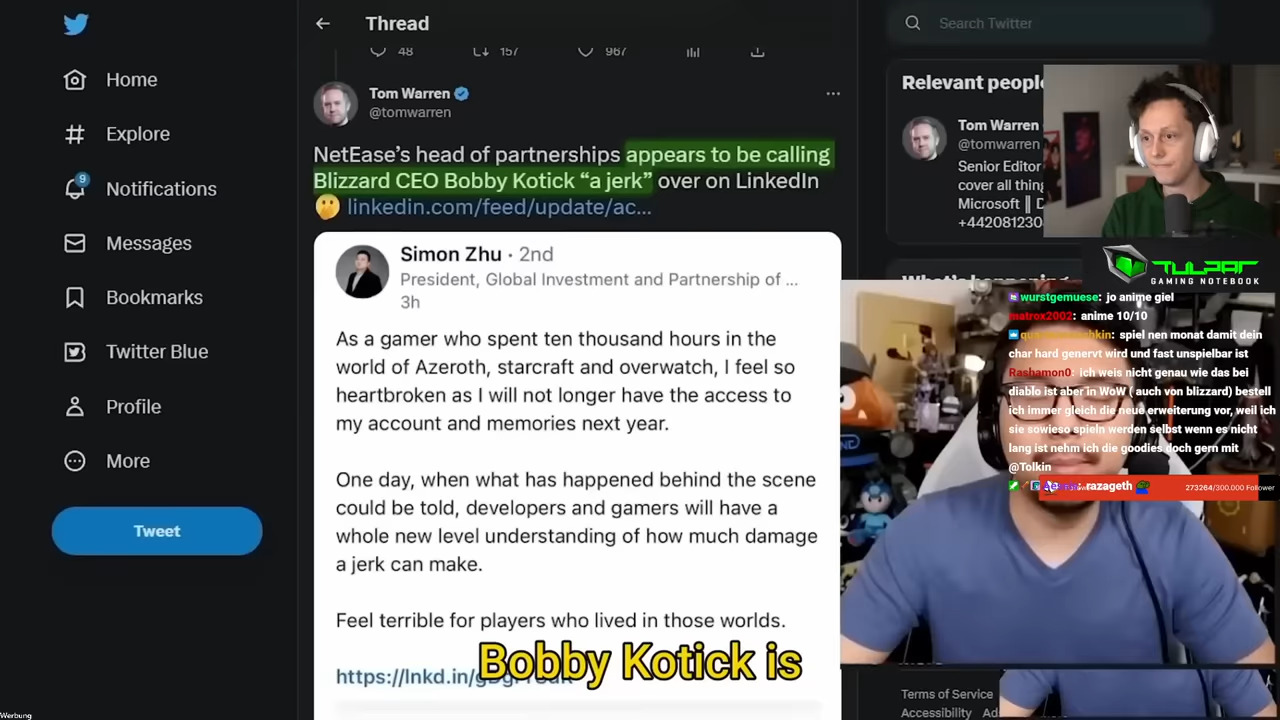 Thread
Search Twitter
48 157 967
Home
Explore
9
Notifications
Messages
Bookmarks
Twitter Blue
Profile
More
Tweet
Tom Warren
@tomwarren
NetEase’s head of partnerships appears to be calling
Blizzard CEO Bobby Kotick “a jerk” over on LinkedIn
🫢 linkedin.com/feed/update/ac...
Simon Zhu · 2nd
President, Global Investment and Partnership of ...
3h
As a gamer who spent ten thousand hours in the
world of Azeroth, starcraft and overwatch, I feel so
heartbroken as I will not longer have the access to
my account and memories next year.
One day, when what has happened behind the scene
could be told, developers and gamers will have a
whole new level understanding of how much damage
a jerk can make.
Feel terrible for players who lived in those worlds.
https://lnkd.in/
Bobby Kotick is
Relevant people
Tom Warren
@tomwarren
Senior Editor
cover all thing
Microsoft
+442081230
What's happening
TULPAR
GAMING NOTEBOOK
wurstgemuese: jo anime giel
matrox2002: anime 10/10
spiel nen monat damit dein
char hard genervt wird und fast unspielbar ist
Rashamon0: ich weis nicht genau wie das bei
diablo ist aber in WoW ( auch von blizzard) bestell
ich immer gleich die neue erweiterung vor, weil ich
sie sowieso spieln werden selbst wenn es nicht
lang ist nehm ich die goodies doch gern mit
@Tolkin
: razageth
273264/300.000 Follower
Terms of Service
Accessibility
Werbung